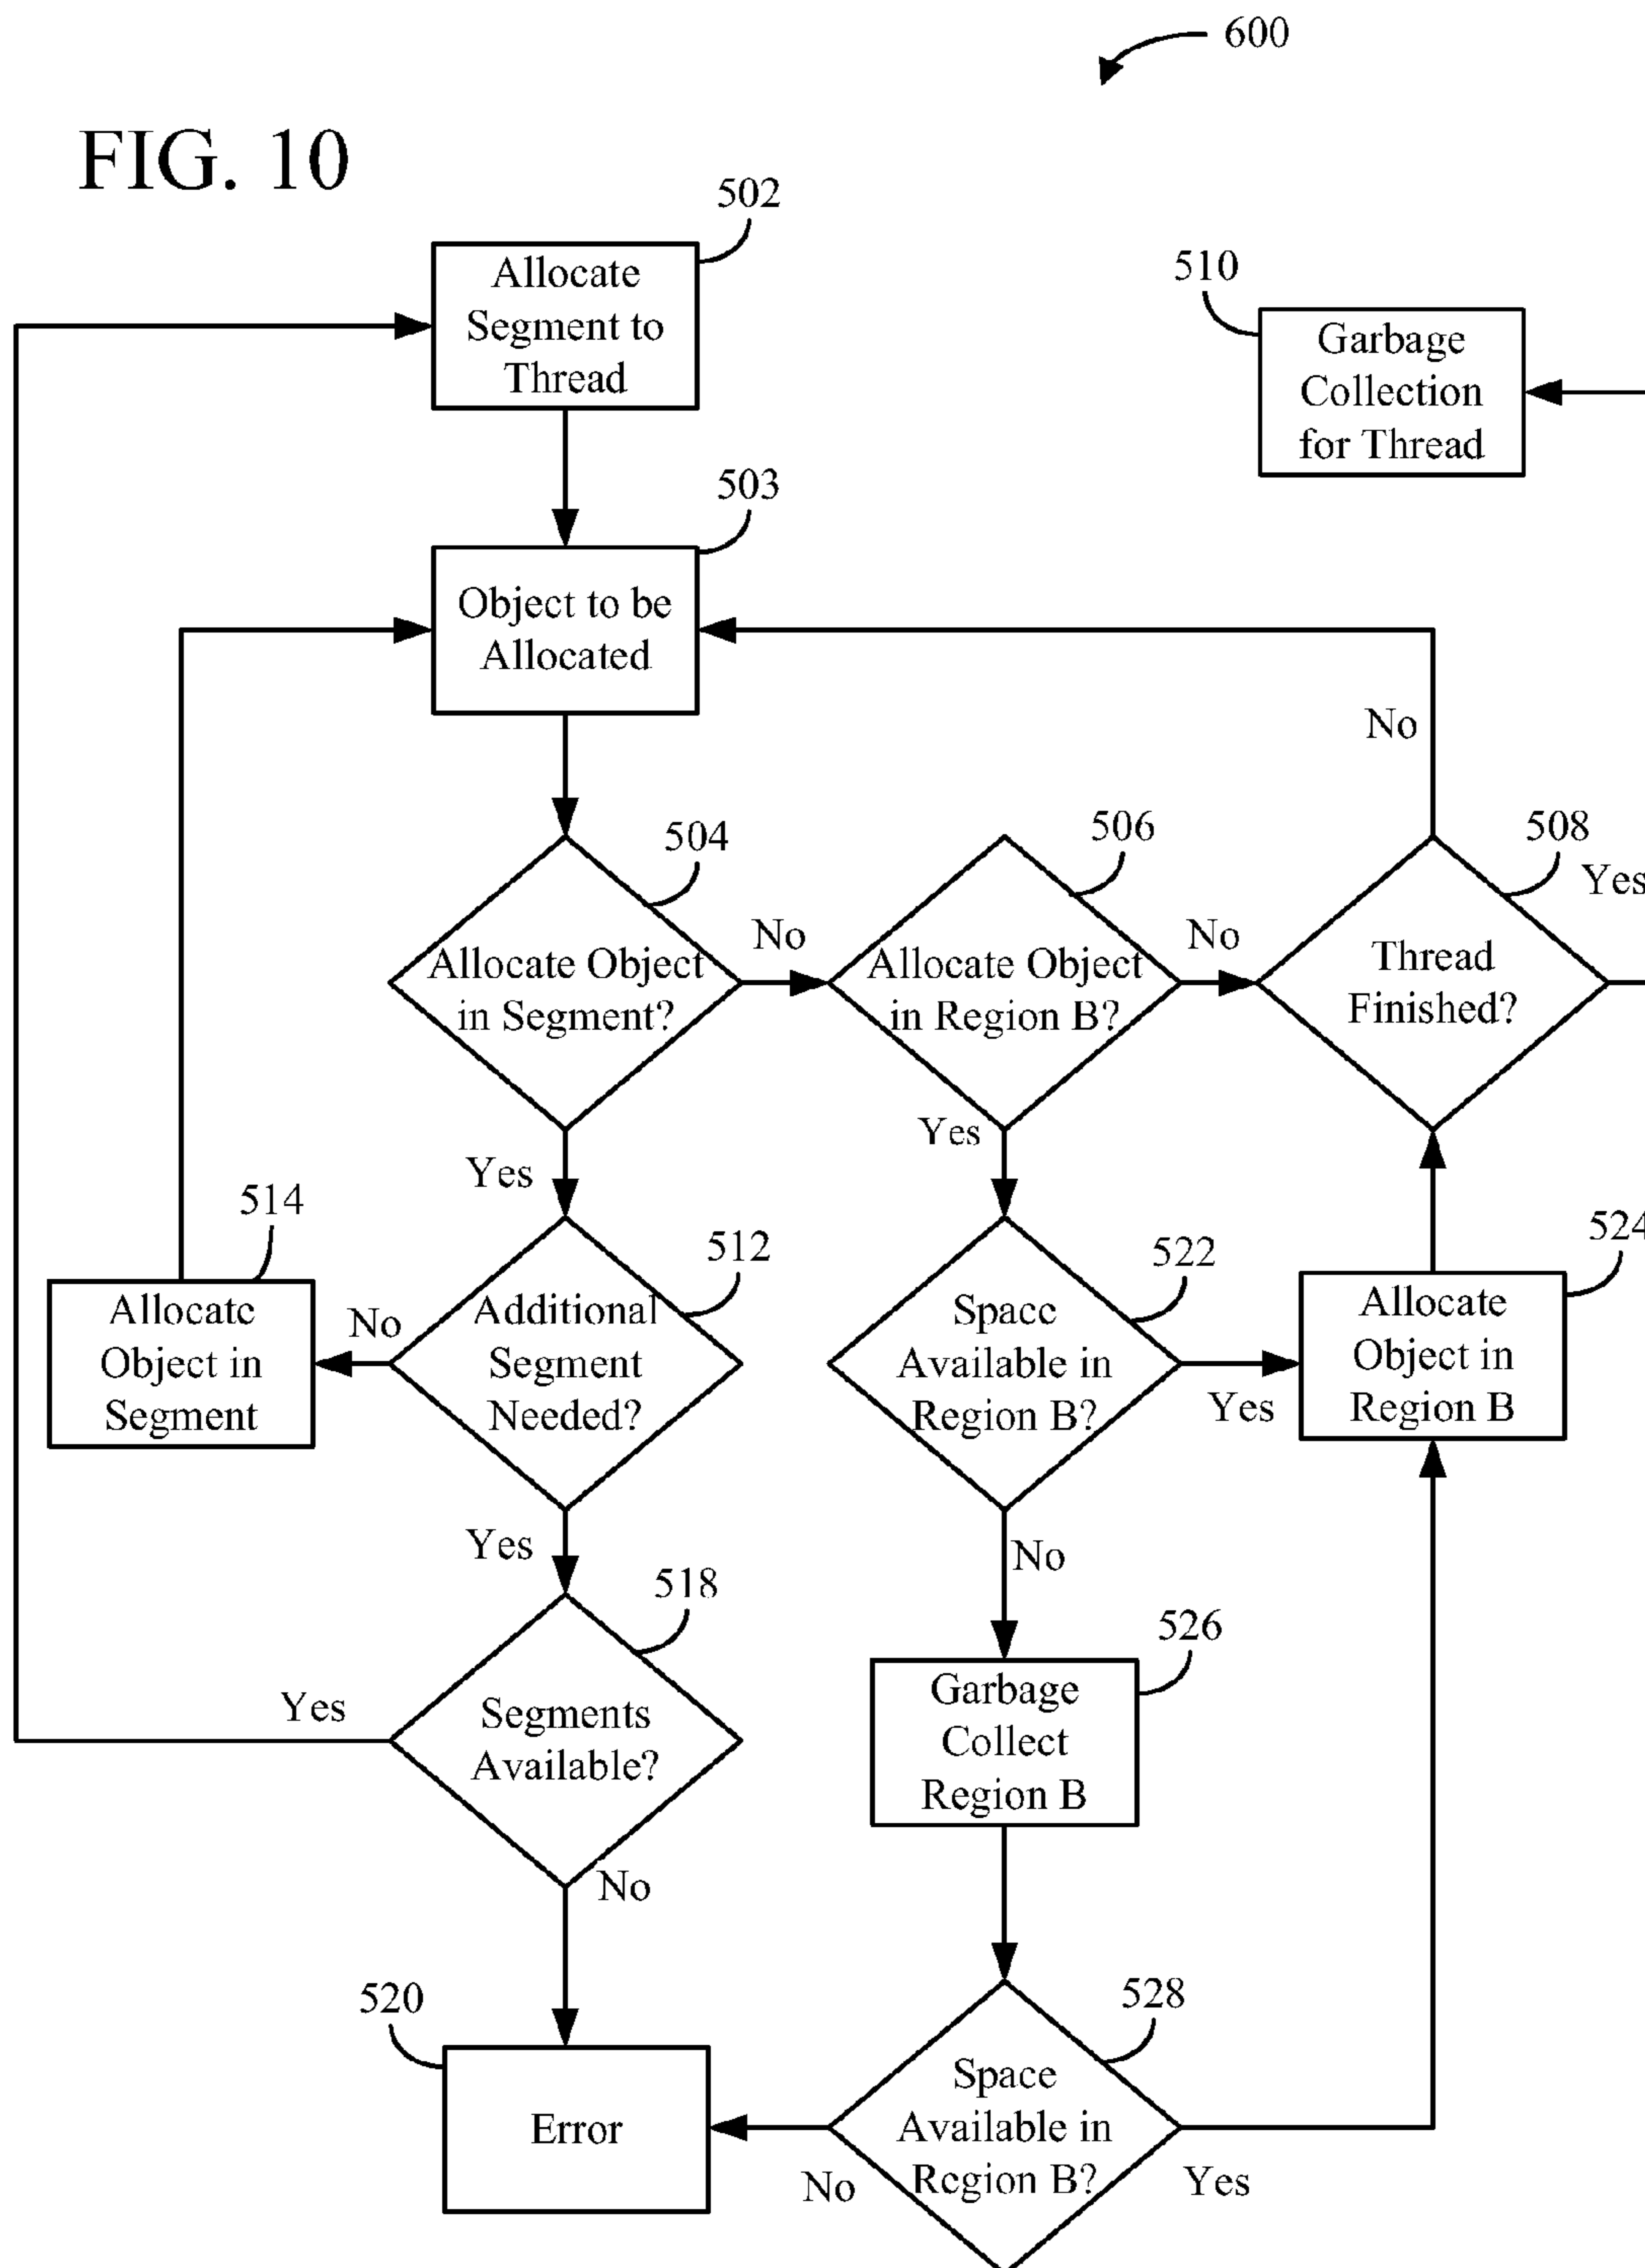 600
FIG. 10
502
Allocate
Segment to
Thread
510
Garbage
Collection
for Thread
503
Object to be
Allocated
No
504
506
508
Yes
Allocate Object
in Segment?
No
Allocate Object
in Region B?
No
Thread
Finished?
Yes
Yes
514
512
522
524
Allocate
Object in
Segment
No
Additional
Segment
Needed?
Space
Available in
Region B?
Yes
Allocate
Object in
Region B
Yes
No
518
526
Yes
Segments
Available?
Garbage
Collect
Region B
No
520
528
Error
Space
Available in
Region B?
No
Yes